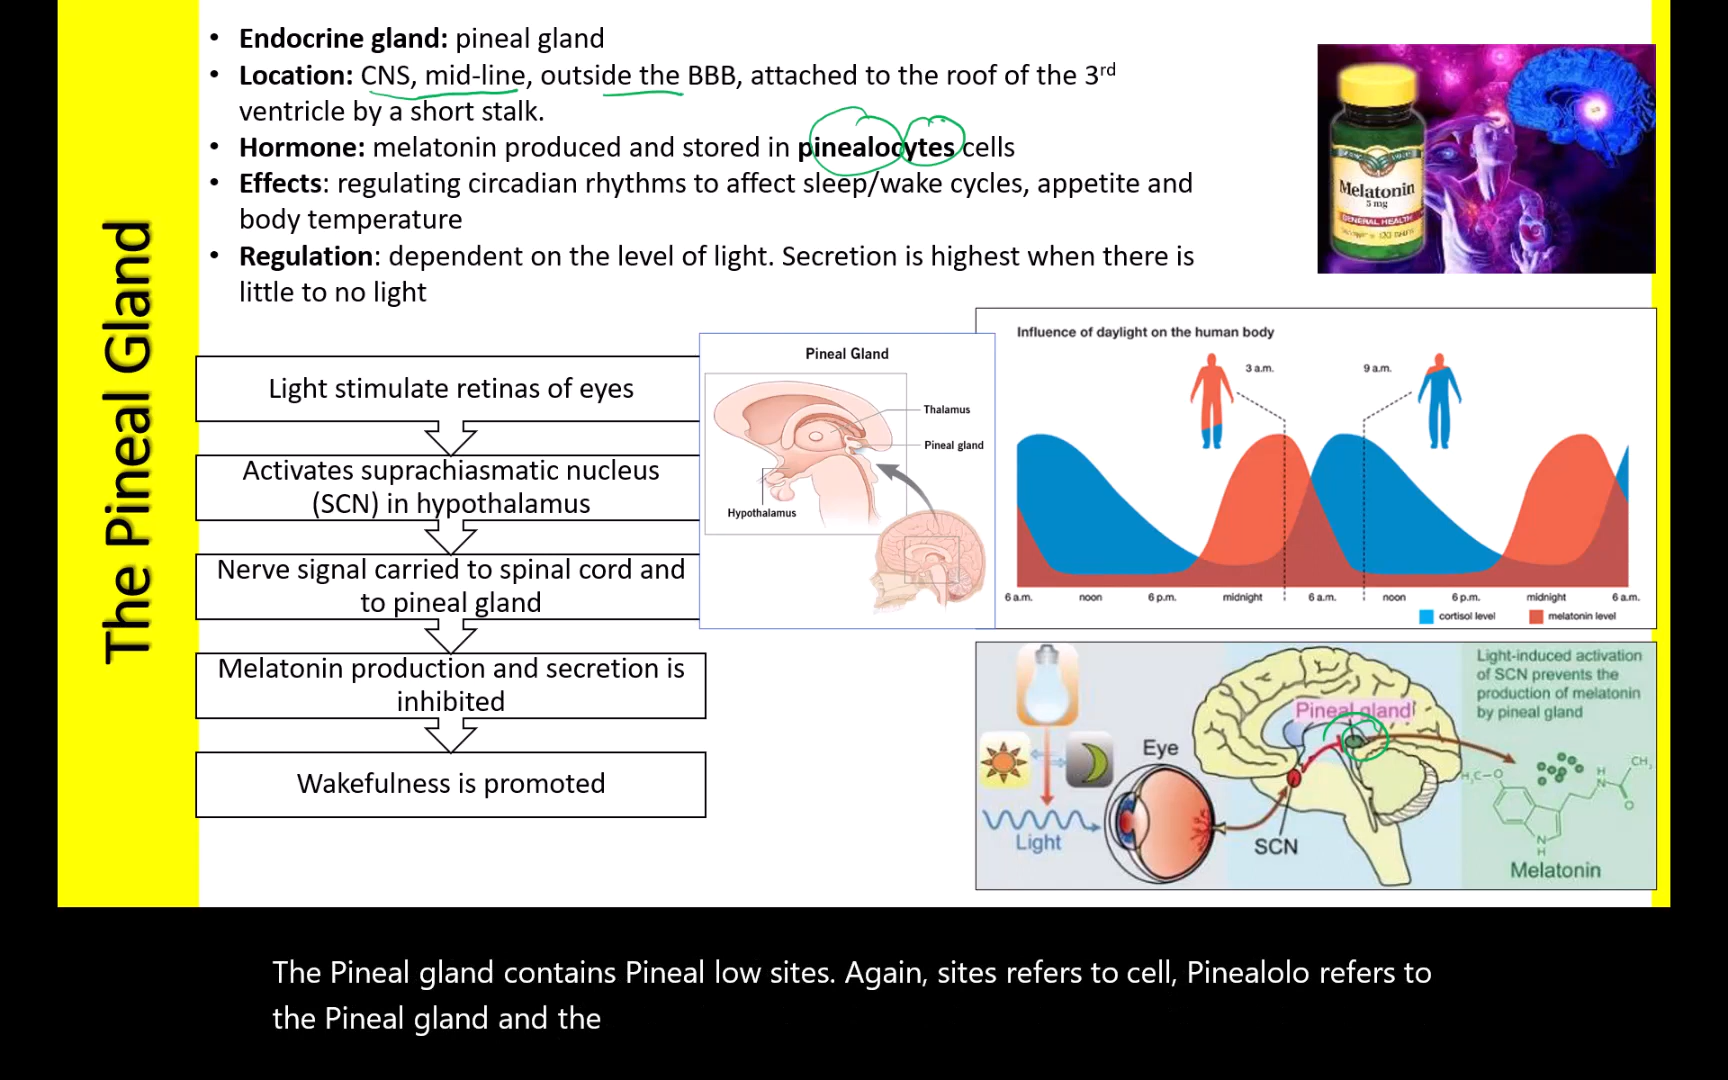 The Pineal Gland
• Endocrine gland: pineal gland
• Location: CNS, mid-line, outside the BBB, attached to the roof of the 3rd
ventricle by a short stalk.
• Hormone: melatonin produced and stored in pinealocytes cells
• Effects: regulating circadian rhythms to affect sleep/wake cycles, appetite and
body temperature
• Regulation: dependent on the level of light. Secretion is highest when there is
little to no light
Melatonin
GENERAL HEALTH
Light stimulate retinas of eyes
Activates suprachiasmatic nucleus
(SCN) in hypothalamus
Nerve signal carried to spinal cord and
to pineal gland
Melatonin production and secretion is
inhibited
Wakefulness is promoted
Pineal Gland
Thalamus
Pineal gland
Hypothalamus
Influence of daylight on the human body
3 a.m. 9 a.m.
6 a.m. noon 6 p.m. midnight 6 a.m. noon 6 p.m. midnight 6 a.m.
cortisol level melatonin level
Light-induced activation
of SCN prevents the
production of melatonin
by pineal gland
Pineal gland
Eye
Light
SCN
H₃C-O
N
H
H
N
O
CH₃
Melatonin
The Pineal gland contains Pineal low sites. Again, sites refers to cell, Pinealolo refers to
the Pineal gland and the